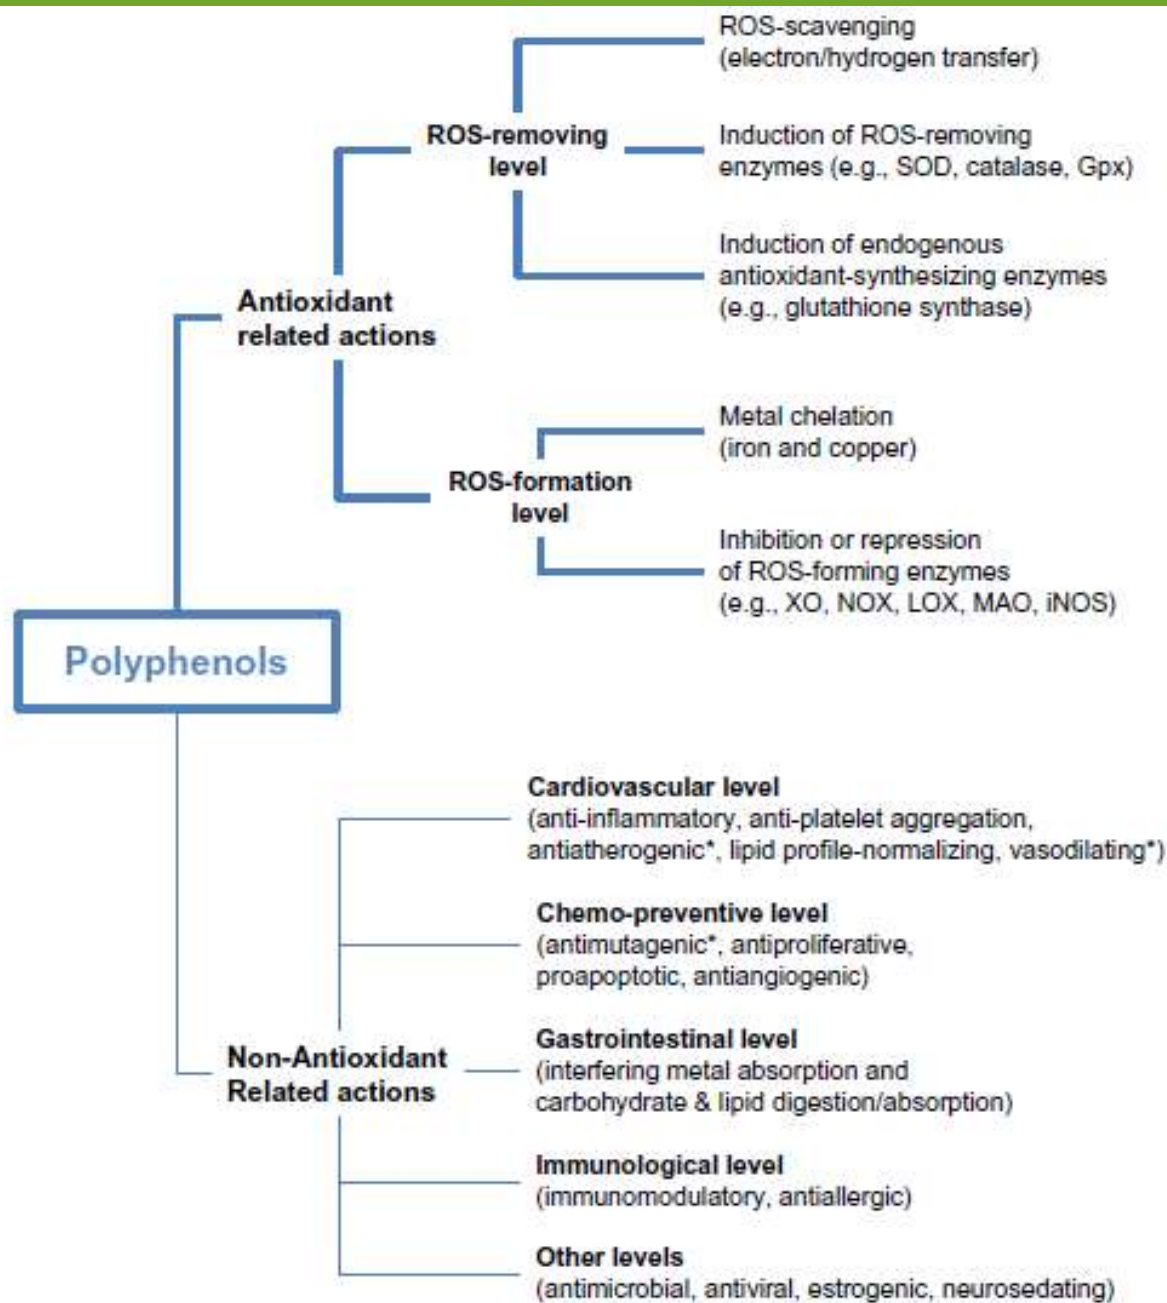 ROS-scavenging
(electron/hydrogen transfer)
ROS-removing
level
Induction of ROS-removing
enzymes (e.g., SOD, catalase, Gpx)
Induction of endogenous
antioxidant-synthesizing enzymes
(e.g., glutathione synthase)
Antioxidant
related actions
Metal chelation
(iron and copper)
ROS-formation
level
Inhibition or repression
of ROS-forming enzymes
(e.g., XO, NOX, LOX, MAO, iNOS)
Polyphenols
Cardiovascular level
(anti-inflammatory, anti-platelet aggregation,
antiatherogenic*, lipid profile-normalizing, vasodilating*)
Chemo-preventive level
(antimutagenic*, antiproliferative,
proapoptotic, antiangiogenic)
Non-Antioxidant
Related actions
Gastrointestinal level
(interfering metal absorption and
carbohydrate & lipid digestion/absorption)
Immunological level
(immunomodulatory, antiallergic)
Other levels
(antimicrobial, antiviral, estrogenic, neurosedating)